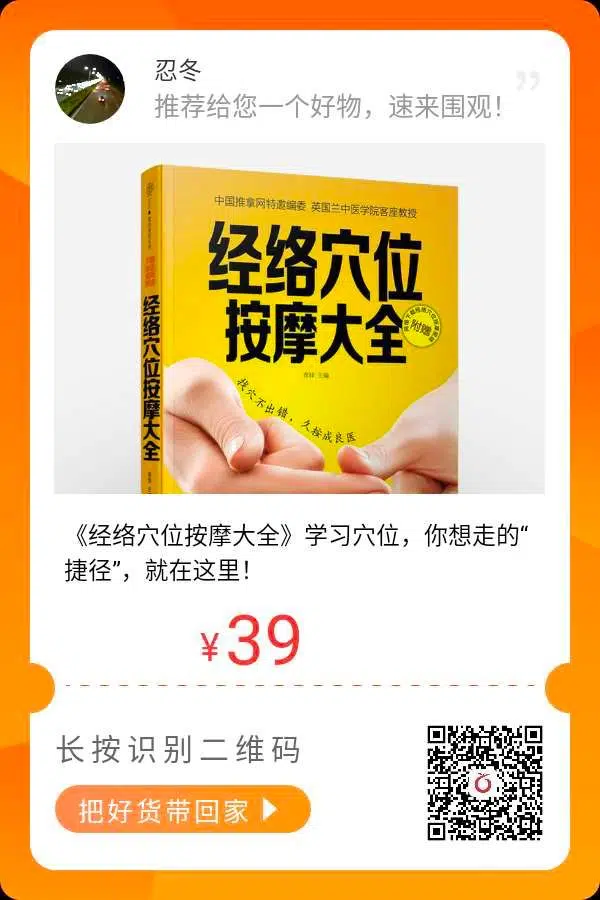 忍冬
推荐给您一个好物，速来围观！
中国推拿网特邀编委 英国兰中医学院客座教授
经络穴位
按摩大全
附赠
找穴不出错，久按成良医
经络穴位按摩大全
《经络穴位按摩大全》学习穴位，你想走的“
捷径”，就在这里！
¥39
长按识别二维码
把好货带回家